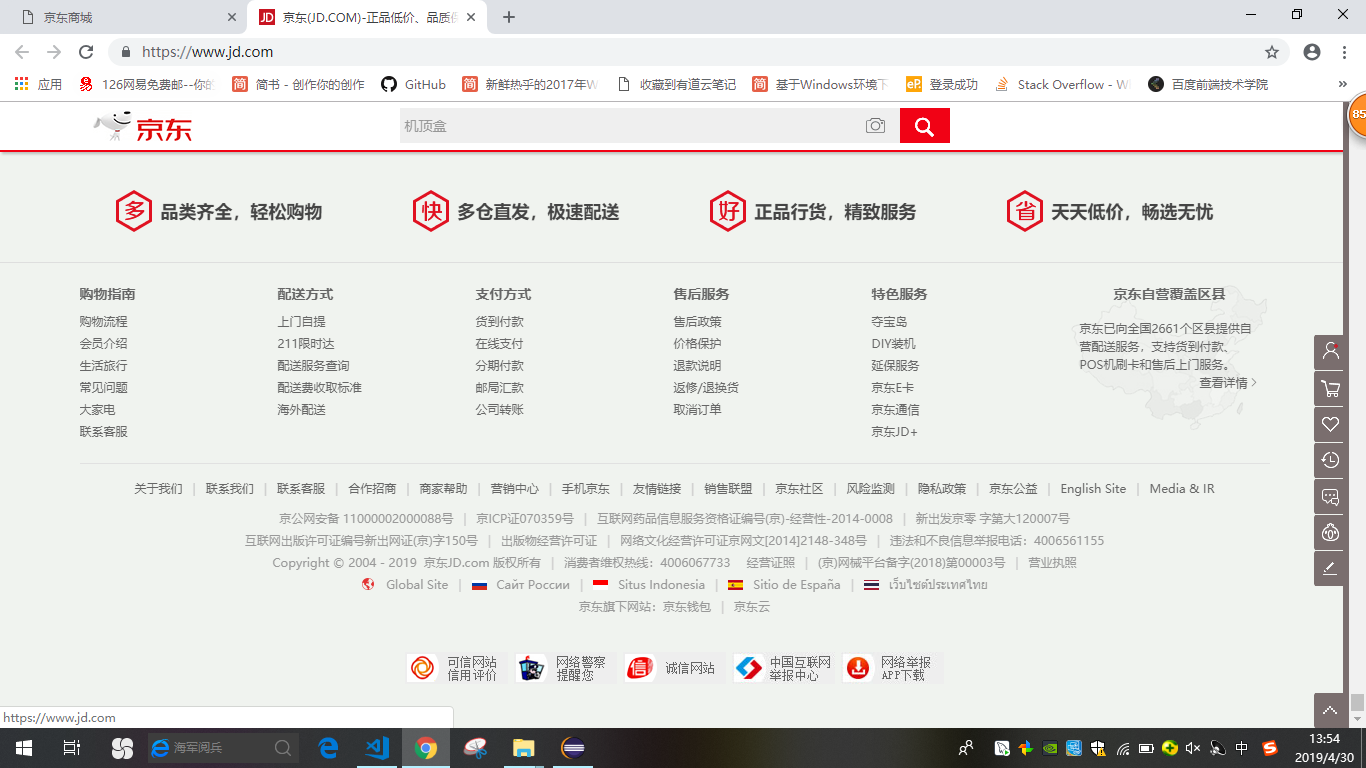 京东商城
京东(JD.COM)-正品低价、品质保
https://www.jd.com
应用 126网易免费邮--你的 简书 - 创作你的创作 GitHub 新鲜热乎的2017年W 收藏到有道云笔记 基于Windows环境下 登录成功 Stack Overflow - W 百度前端技术学院 »
京东
机顶盒
85
多 品类齐全，轻松购物 快 多仓直发，极速配送 好 正品行货，精致服务 省 天天低价，畅选无忧
购物指南
购物流程
会员介绍
生活旅行
常见问题
大家电
联系客服
配送方式
上门自提
211限时达
配送服务查询
配送费收取标准
海外配送
支付方式
货到付款
在线支付
分期付款
邮局汇款
公司转账
售后服务
售后政策
价格保护
退款说明
返修/退换货
取消订单
特色服务
夺宝岛
DIY装机
延保服务
京东E卡
京东通信
京东JD+
京东自营覆盖区县
京东已向全国2661个区县提供自
营配送服务，支持货到付款、
POS机刷卡和售后上门服务。
查看详情
关于我们 | 联系我们 | 联系客服 | 合作招商 | 商家帮助 | 营销中心 | 手机京东 | 友情链接 | 销售联盟 | 京东社区 | 风险监测 | 隐私政策 | 京东公益 | English Site | Media & IR
京公网安备 11000002000088号 | 京ICP证070359号 | 互联网药品信息服务资格证编号(京)-经营性-2014-0008 | 新出发京零 字第大120007号
互联网出版许可证编号新出网证(京)字150号 | 出版物经营许可证 | 网络文化经营许可证京网文[2014]2148-348号 | 违法和不良信息举报电话：4006561155
Copyright © 2004 - 2019 京东JD.com 版权所有 | 消费者维权热线：4006067733 经营证照 | (京)网械平台备字(2018)第00003号 | 营业执照
Global Site | Сайт России | Situs Indonesia | Sitio de España | เว็บไซต์ประเทศไทย
京东旗下网站：京东钱包 | 京东云
可信网站
信用评价
网络警察
提醒您
诚信网站
中国互联网
举报中心
网络举报
APP下载
https://www.jd.com
海军阅兵
中
13:54
2019/4/30